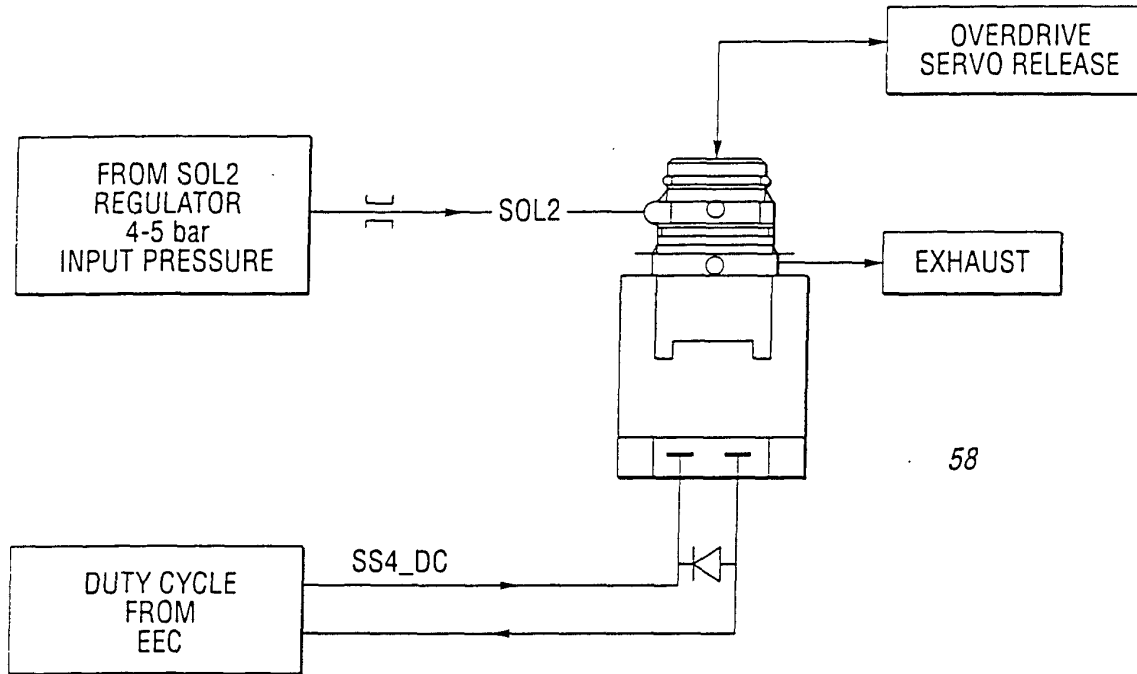 OVERDRIVE
SERVO RELEASE
FROM SOL2
REGULATOR
4-5 bar
INPUT PRESSURE
SOL2
EXHAUST
58
SS4_DC
DUTY CYCLE
FROM
EEC